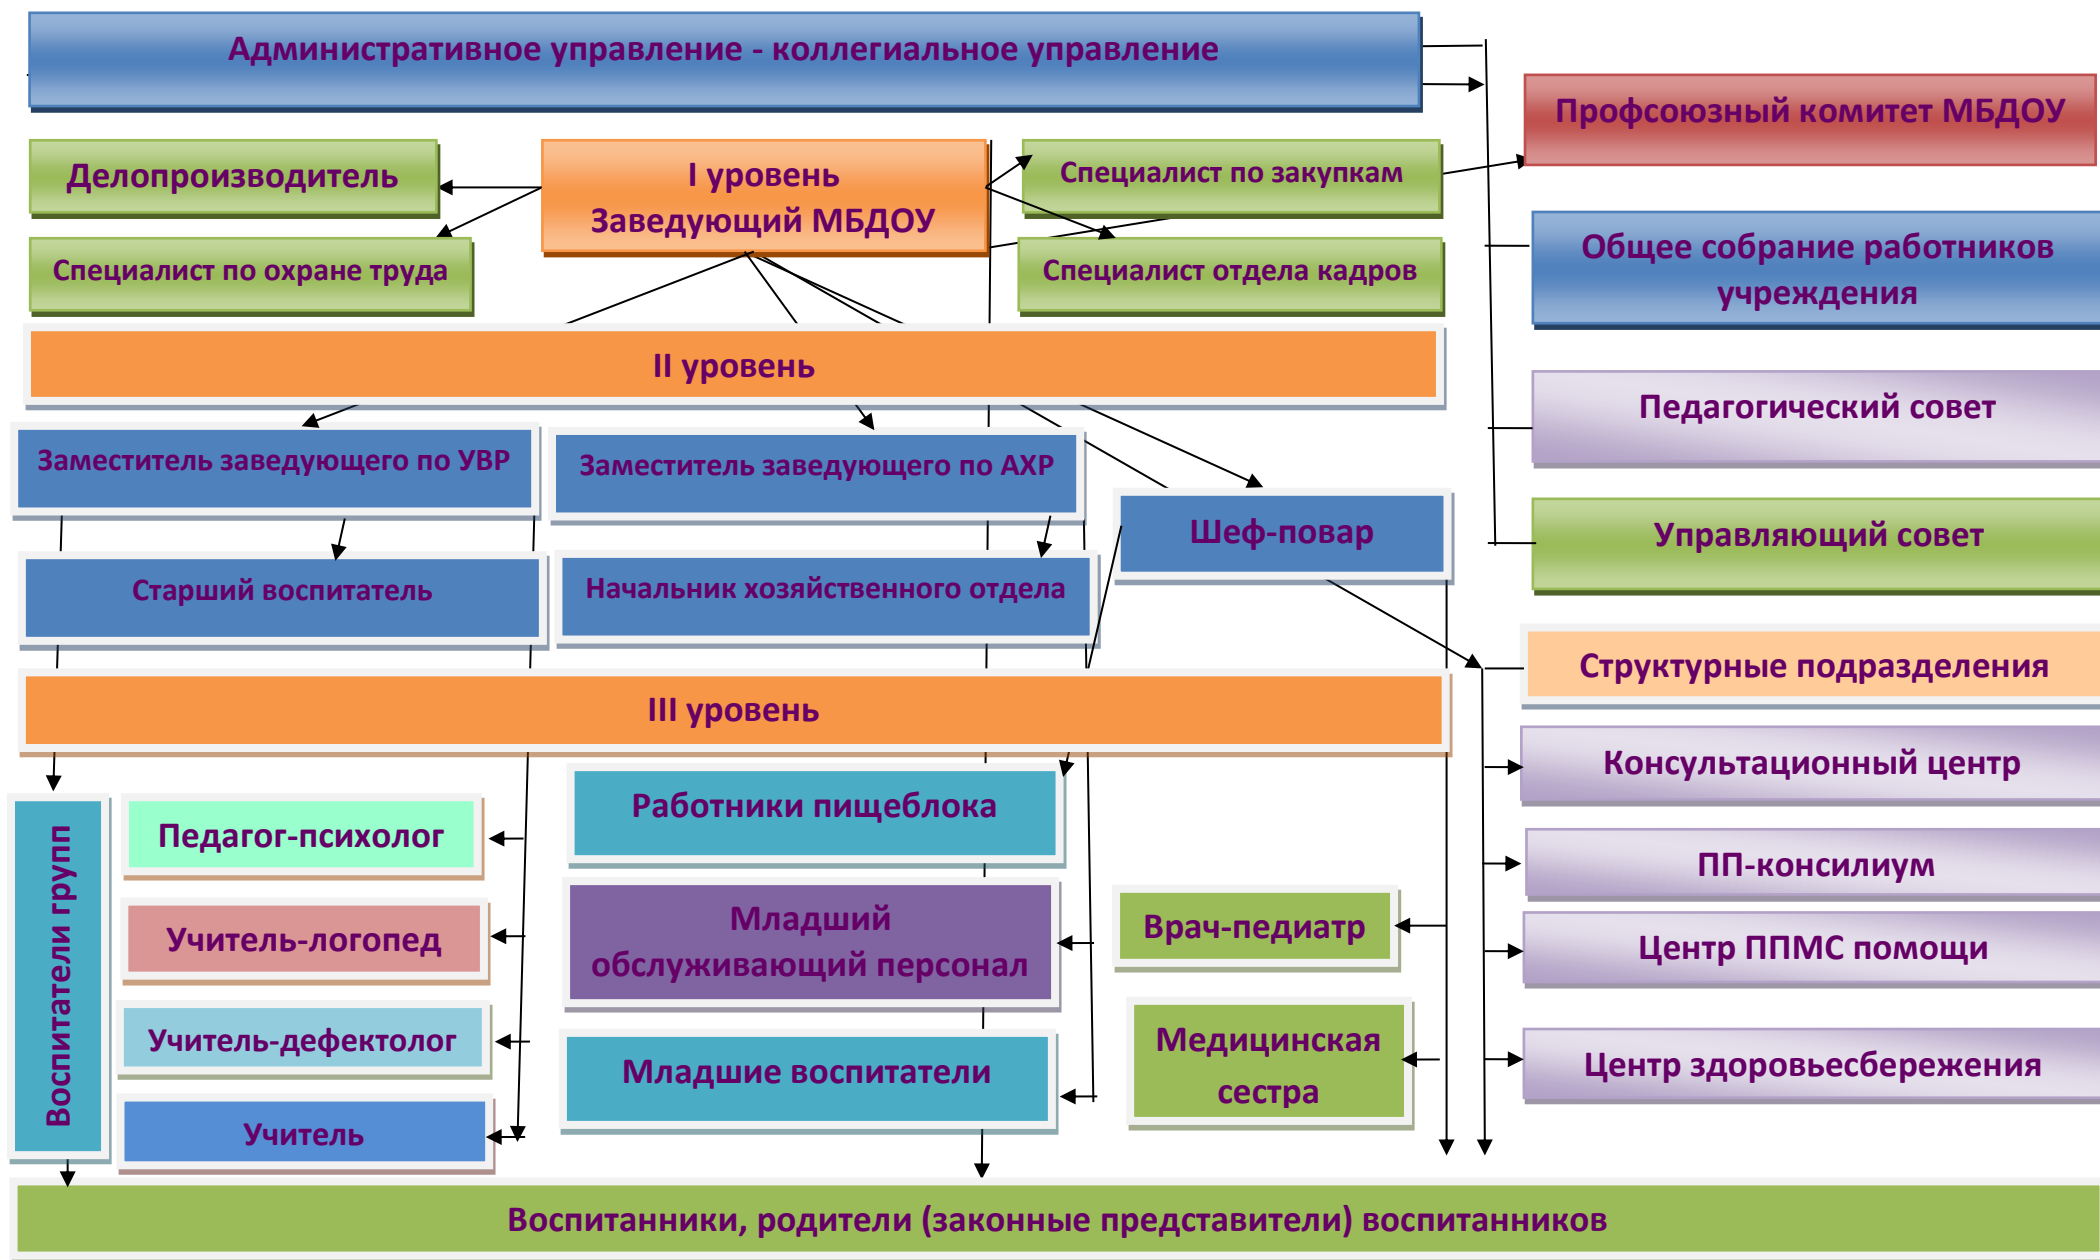 Административное управление - коллегиальное управление
Профсоюзный комитет МБДОУ
Делопроизводитель
I уровень
Заведующий МБДОУ
Специалист по закупкам
Специалист по охране труда
Специалист отдела кадров
Общее собрание работников
учреждения
II уровень
Педагогический совет
Заместитель заведующего по УВР
Заместитель заведующего по АХР
Шеф-повар
Управляющий совет
Старший воспитатель
Начальник хозяйственного отдела
Структурные подразделения
III уровень
Консультационный центр
Воспитатели групп
Педагог-психолог
Работники пищеблока
ПП-консилиум
Учитель-логопед
Младший
обслуживающий персонал
Врач-педиатр
Центр ППМС помощи
Учитель-дефектолог
Младшие воспитатели
Медицинская
сестра
Центр здоровьесбережения
Учитель
Воспитанники, родители (законные представители) воспитанников